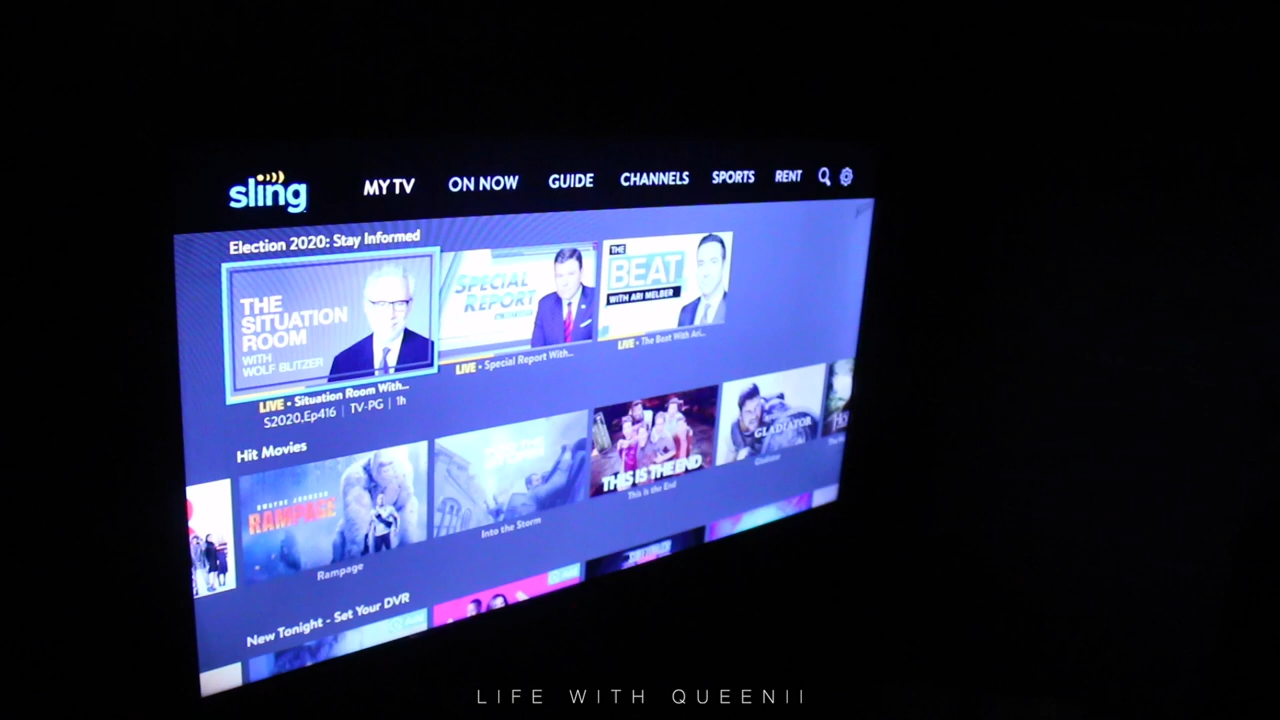 sling
MY TV
ON NOW
GUIDE
CHANNELS
SPORTS
RENT
Election 2020: Stay Informed
THE
SITUATION
ROOM
WITH
WOLF BLITZER
SPECIAL
REPORT
THE
BEAT
WITH ARI MELBER
LIVE • Situation Room With...
S2020.Ep416 | TV-PG | 1h
LIVE • Special Report With...
LIVE • The Beat With Ari...
Hit Movies
DWAYNE JOHNSON
RAMPAGE
THIS IS THE END
GLADIATOR
Rampage
Into the Storm
This Is the End
Gladiator
New Tonight - Set Your DVR
LIFE WITH QUEENII